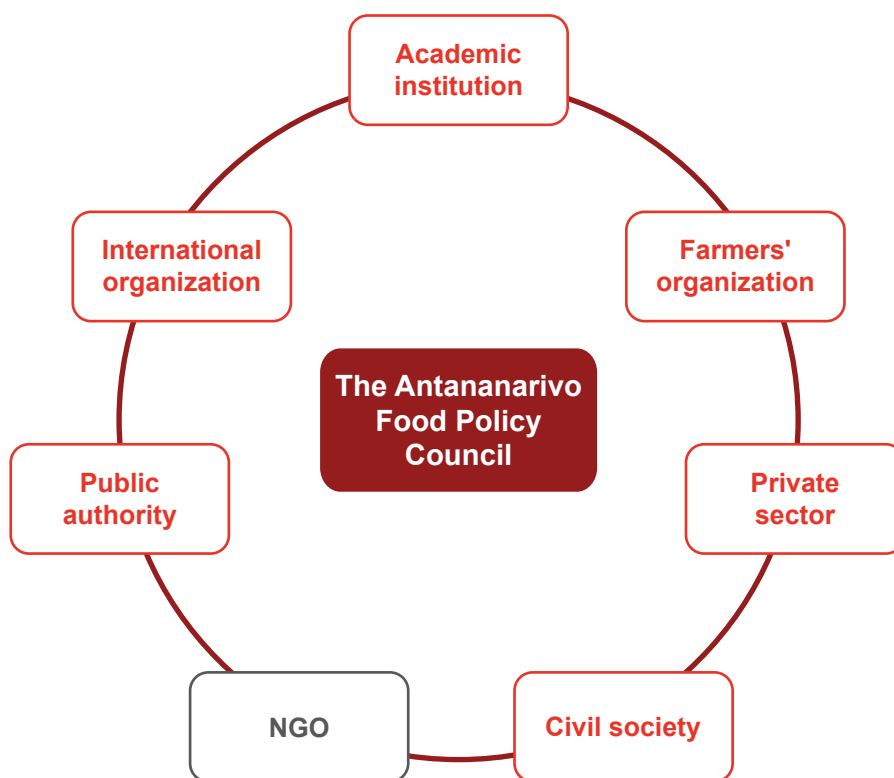 Academic
institution
International
organization
Farmers'
organization
The Antananarivo
Food Policy
Council
Public
authority
Private
sector
NGO
Civil society